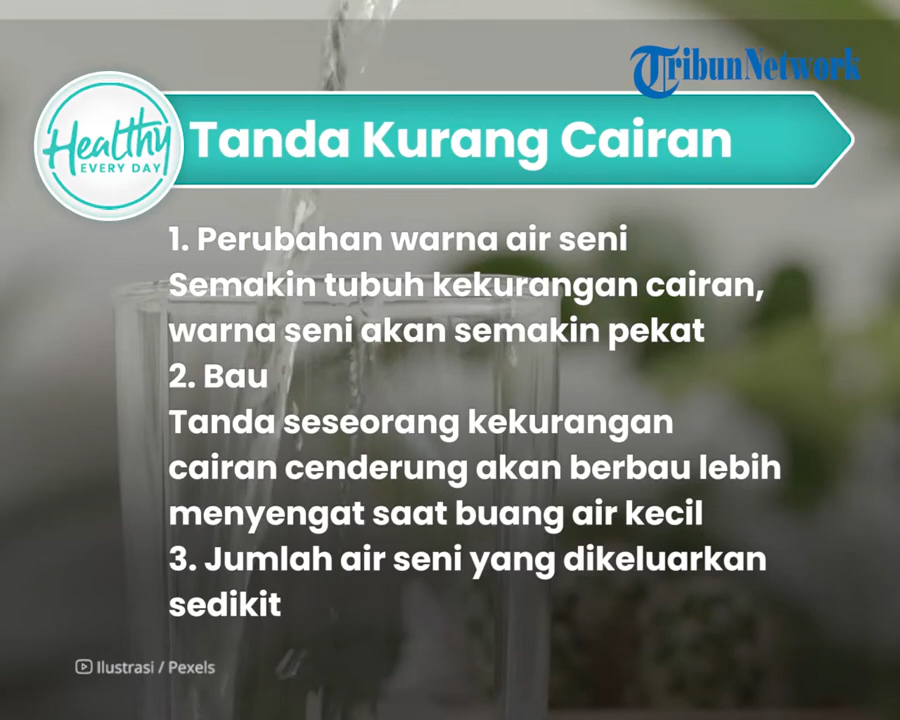 TribunNetwork
Healthy
EVERY DAY
Tanda Kurang Cairan
1. Perubahan warna air seni
Semakin tubuh kekurangan cairan,
warna seni akan semakin pekat
2. Bau
Tanda seseorang kekurangan
cairan cenderung akan berbau lebih
menyengat saat buang air kecil
3. Jumlah air seni yang dikeluarkan
sedikit
Ilustrasi / Pexels